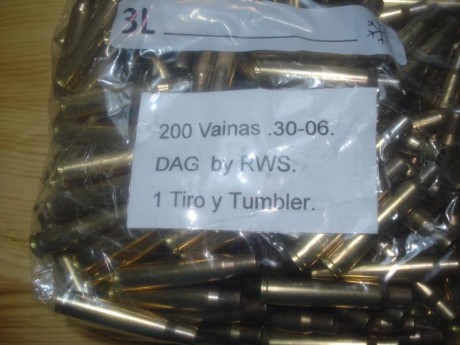 3L
200 Vainas .30-06.
DAG by RWS.
1 Tiro y Tumbler.